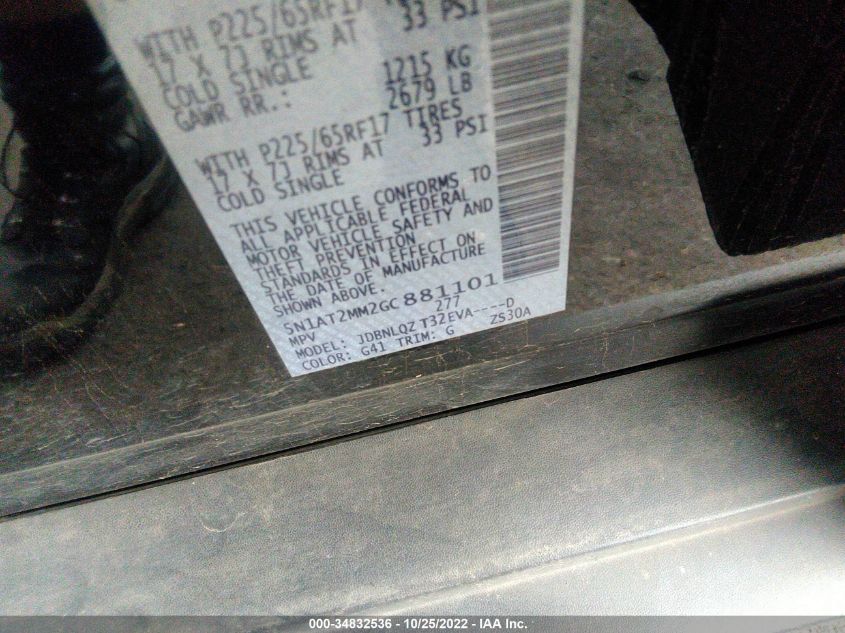 WITH P225/65RF17
17 X 7J RIMS AT 33 PSI
COLD SINGLE
GAWR RR.: 1215 KG
2679 LB
WITH P225/65RF17 TIRES
17 X 7J RIMS AT 33 PSI
COLD SINGLE
THIS VEHICLE CONFORMS TO
ALL APPLICABLE FEDERAL
MOTOR VEHICLE SAFETY AND
THEFT PREVENTION
STANDARDS IN EFFECT ON
THE DATE OF MANUFACTURE
SHOWN ABOVE.
5N1AT2MM2GC881101
MPV 277
MODEL: JDBNLQZ T32EVA----D
COLOR: G41 TRIM: G ZS30A
000-34832536 - 10/25/2022 - IAA Inc.